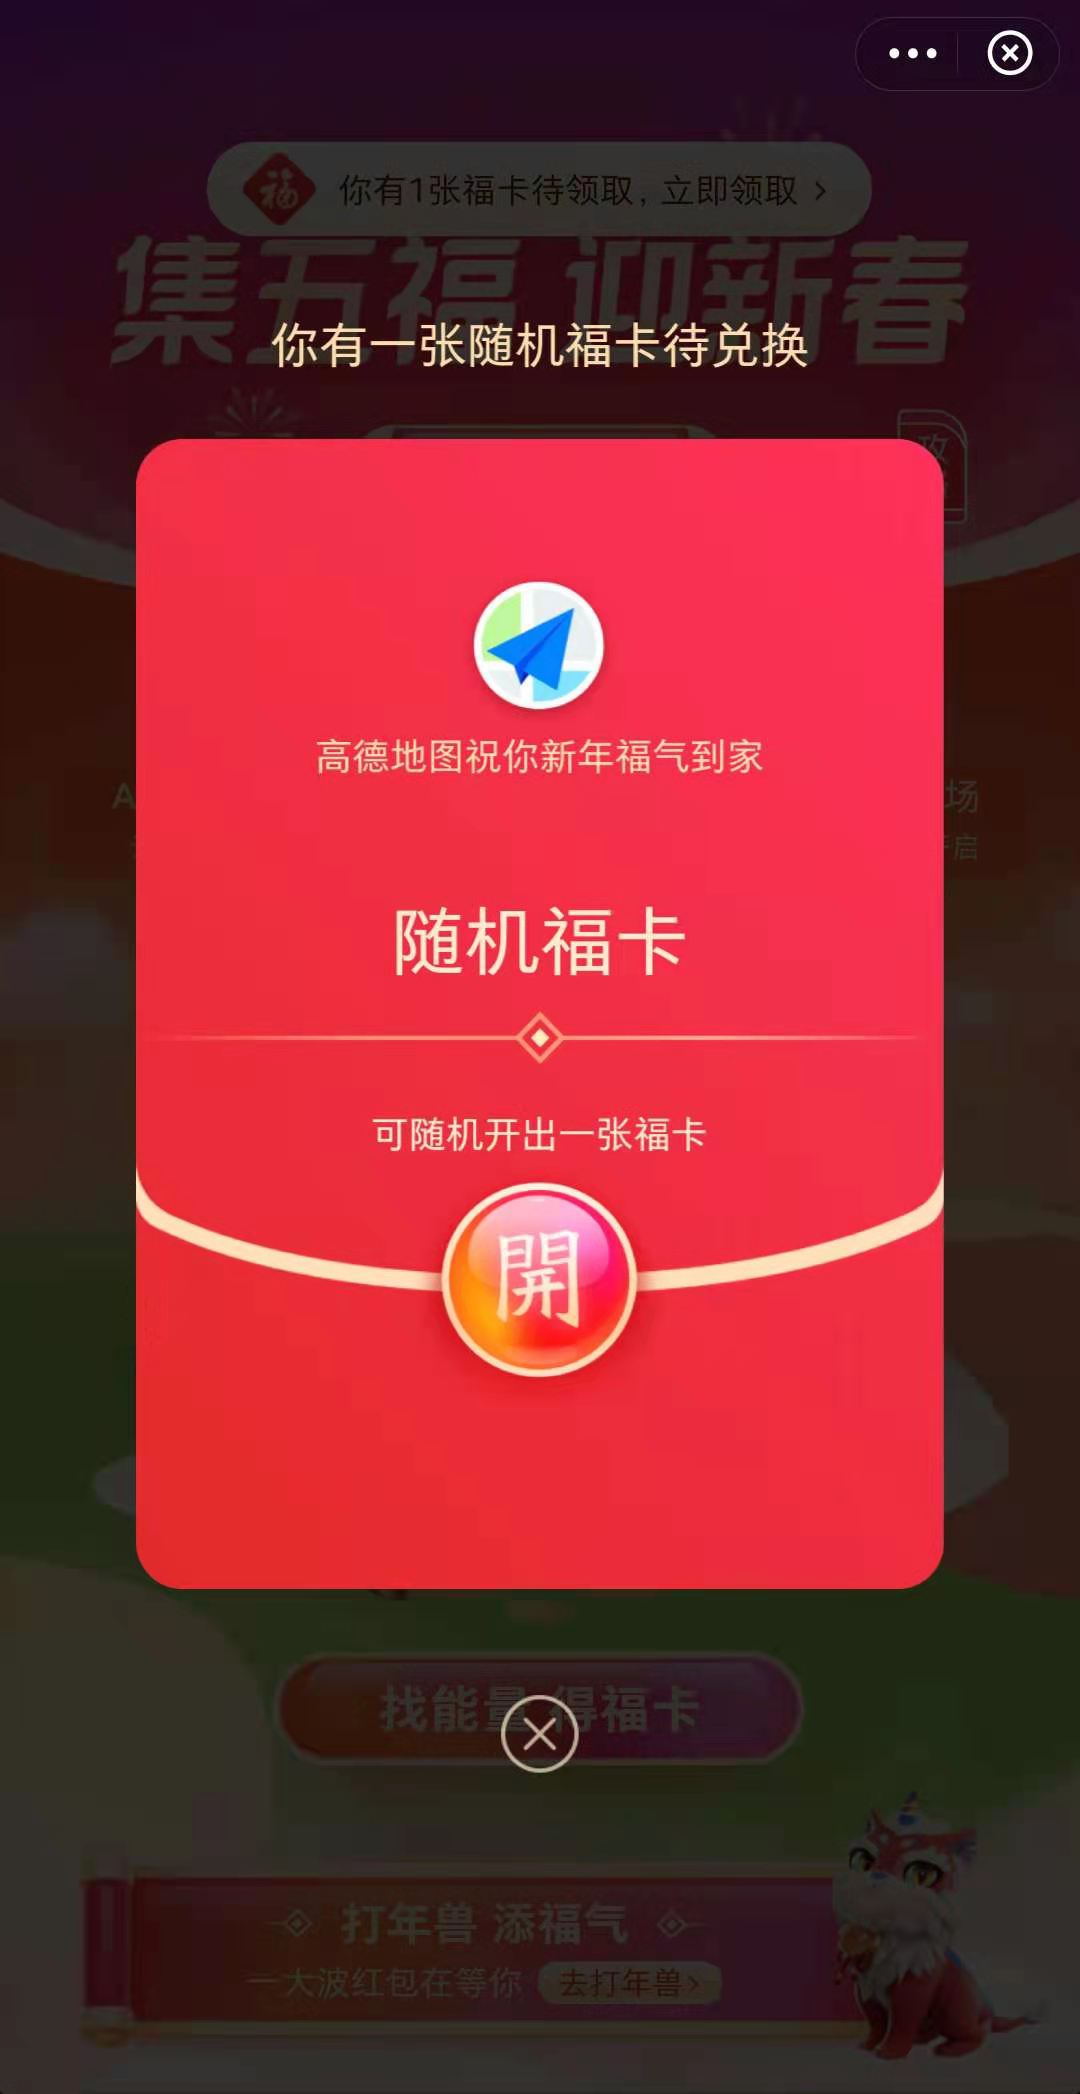 你有1张福卡待领取，立即领取 >
集五福 迎新春
你有一张随机福卡待兑换
高德地图祝你新年福气到家
场
启
随机福卡
可随机开出一张福卡
開
找能量 得福卡
打年兽 添福气
一大波红包在等你 去打年兽>